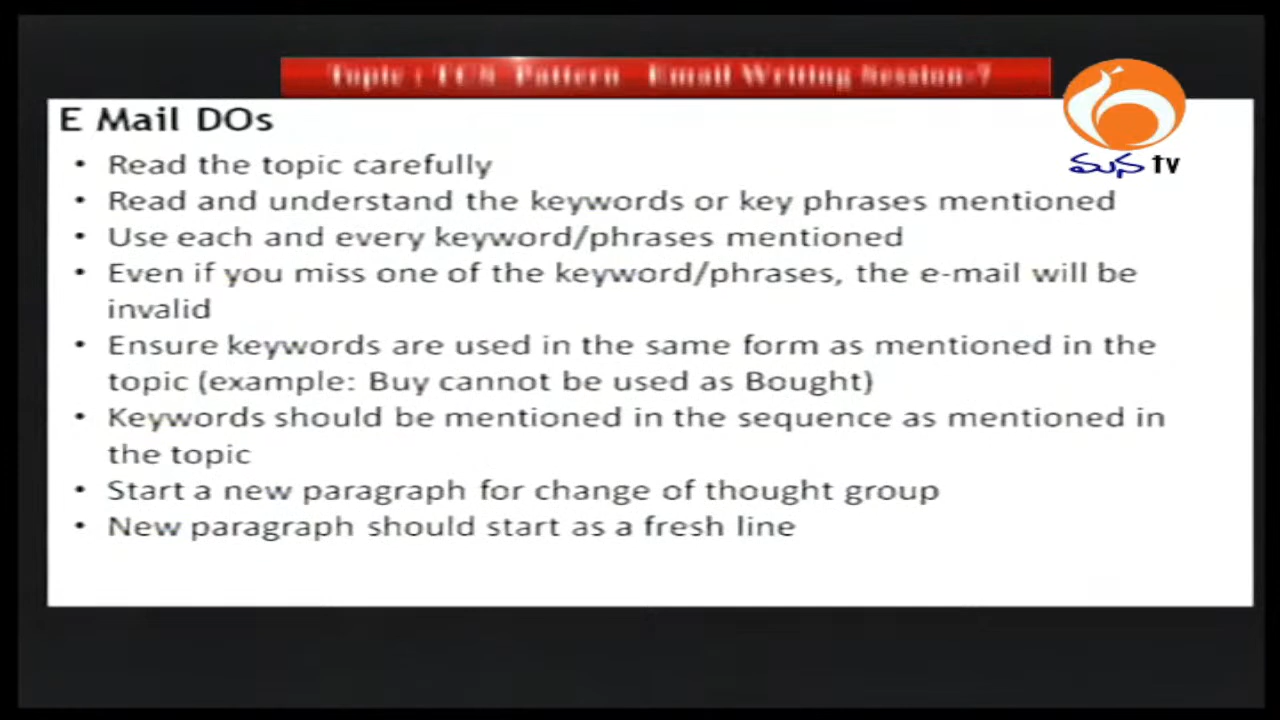 Topic : TCS Pattern Email Writing Session-7
మన tv
E Mail DOs
• Read the topic carefully
• Read and understand the keywords or key phrases mentioned
• Use each and every keyword/phrases mentioned
• Even if you miss one of the keyword/phrases, the e-mail will be
invalid
• Ensure keywords are used in the same form as mentioned in the
topic (example: Buy cannot be used as Bought)
• Keywords should be mentioned in the sequence as mentioned in
the topic
• Start a new paragraph for change of thought group
• New paragraph should start as a fresh line